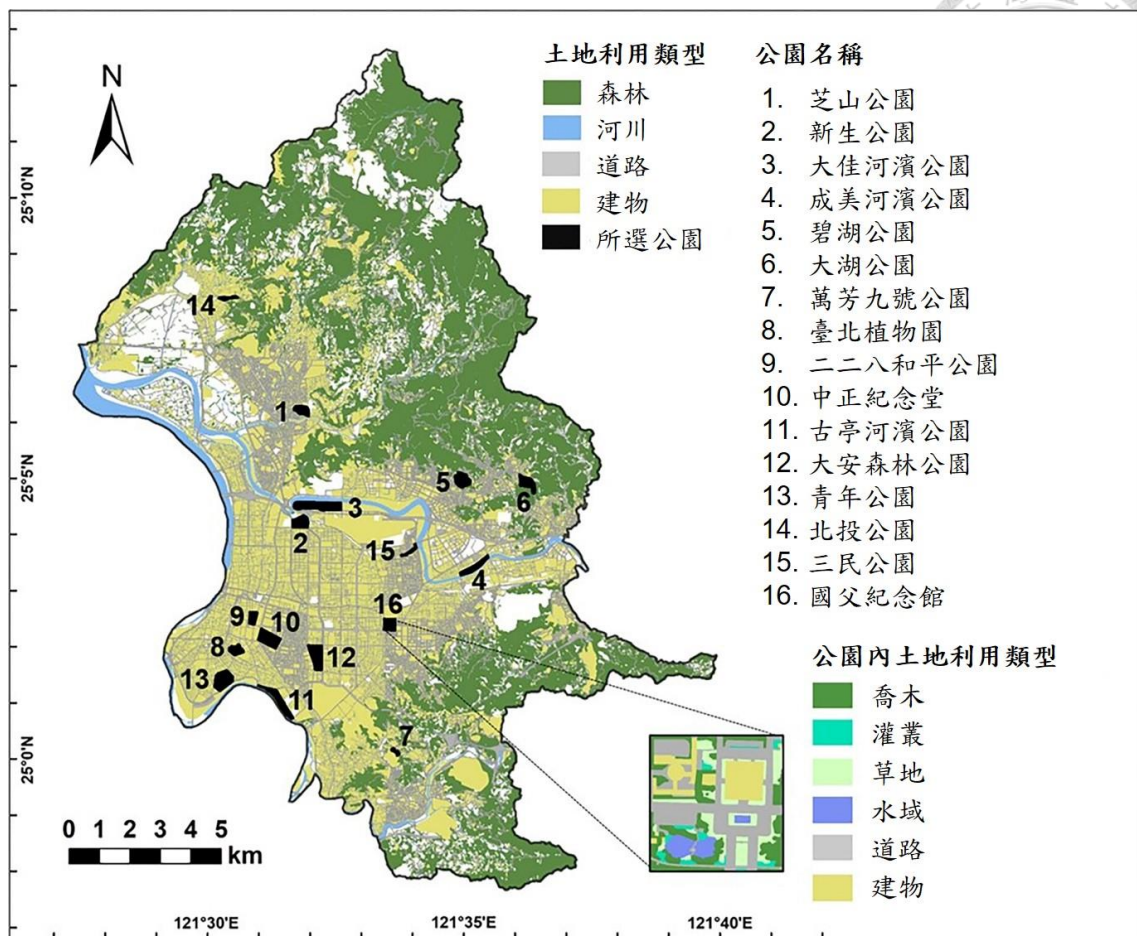 N
土地利用類型
森林
河川
道路
建物
所選公園
公園名稱
1. 芝山公園
2. 新生公園
3. 大佳河濱公園
4. 成美河濱公園
5. 碧湖公園
6. 大湖公園
7. 萬芳九號公園
8. 臺北植物園
9. 二二八和平公園
10. 中正紀念堂
11. 古亭河濱公園
12. 大安森林公園
13. 青年公園
14. 北投公園
15. 三民公園
16. 國父紀念館
公園內土地利用類型
喬木
灌叢
草地
水域
道路
建物
25°10'N
25°5'N
25°0'N
14
1
5
6
3
2
15
4
16
9
10
8
12
13
11
7
0 1 2 3 4 5
km
121°30'E
121°35'E
121°40'E